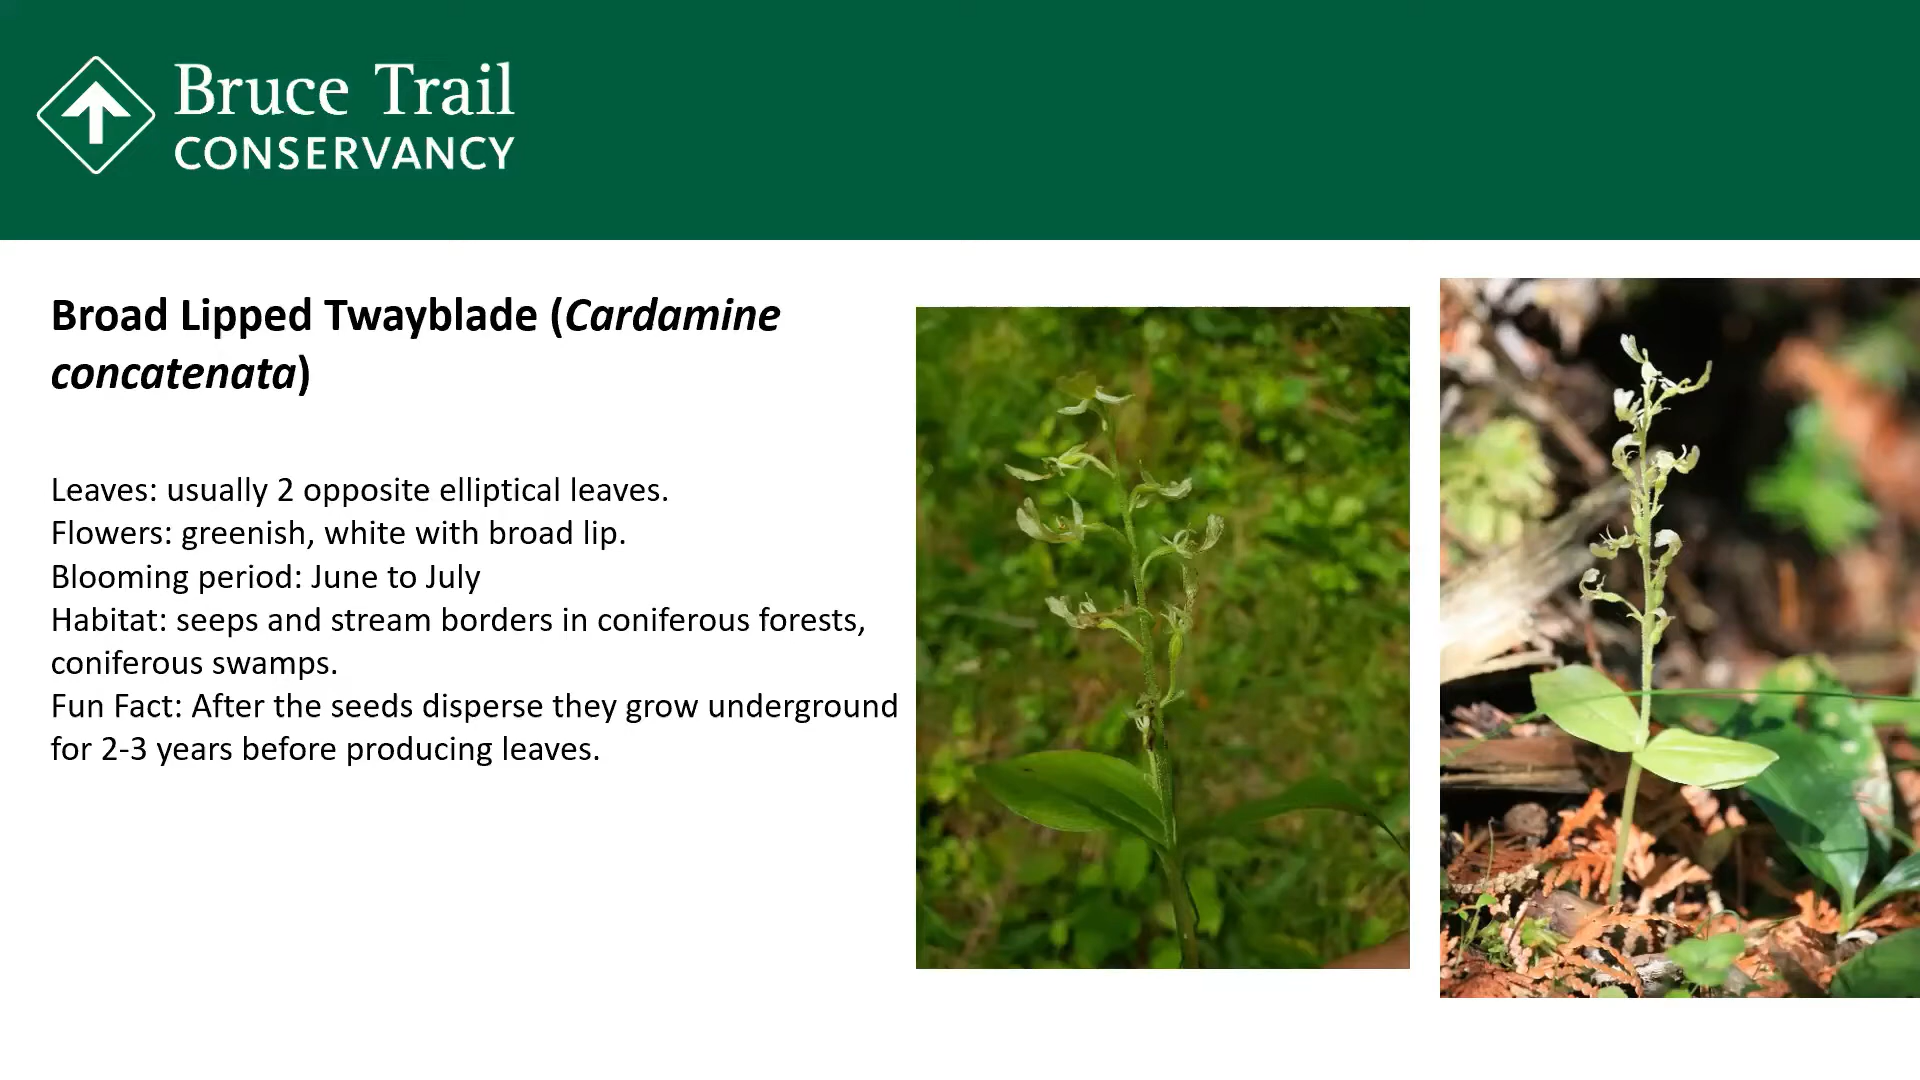 Bruce Trail
CONSERVANCY
Broad Lipped Twayblade (Cardamine
concatenata)
Leaves: usually 2 opposite elliptical leaves.
Flowers: greenish, white with broad lip.
Blooming period: June to July
Habitat: seeps and stream borders in coniferous forests,
coniferous swamps.
Fun Fact: After the seeds disperse they grow underground
for 2-3 years before producing leaves.